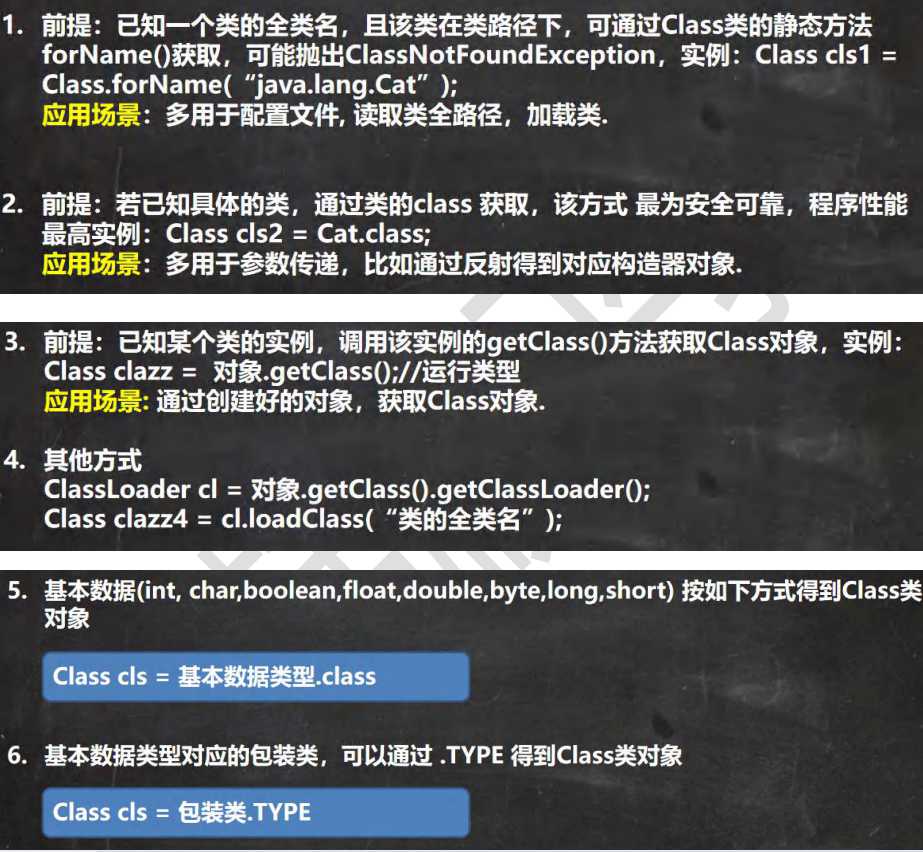 1. 前提：已知一个类的全类名，且该类在类路径下，可通过Class类的静态方法
forName()获取，可能抛出ClassNotFoundException，实例：Class cls1 =
Class.forName( “java.lang.Cat” );
应用场景：多用于配置文件, 读取类全路径，加载类.
2. 前提：若已知具体的类，通过类的class 获取，该方式 最为安全可靠，程序性能
最高实例：Class cls2 = Cat.class;
应用场景：多用于参数传递，比如通过反射得到对应构造器对象.
3. 前提：已知某个类的实例，调用该实例的getClass()方法获取Class对象，实例：
Class clazz = 对象.getClass();//运行类型
应用场景: 通过创建好的对象，获取Class对象.
4. 其他方式
ClassLoader cl = 对象.getClass().getClassLoader();
Class clazz4 = cl.loadClass( “类的全类名” );
5. 基本数据(int, char,boolean,float,double,byte,long,short) 按如下方式得到Class类
对象
Class cls = 基本数据类型.class
6. 基本数据类型对应的包装类，可以通过 .TYPE 得到Class类对象
Class cls = 包装类.TYPE